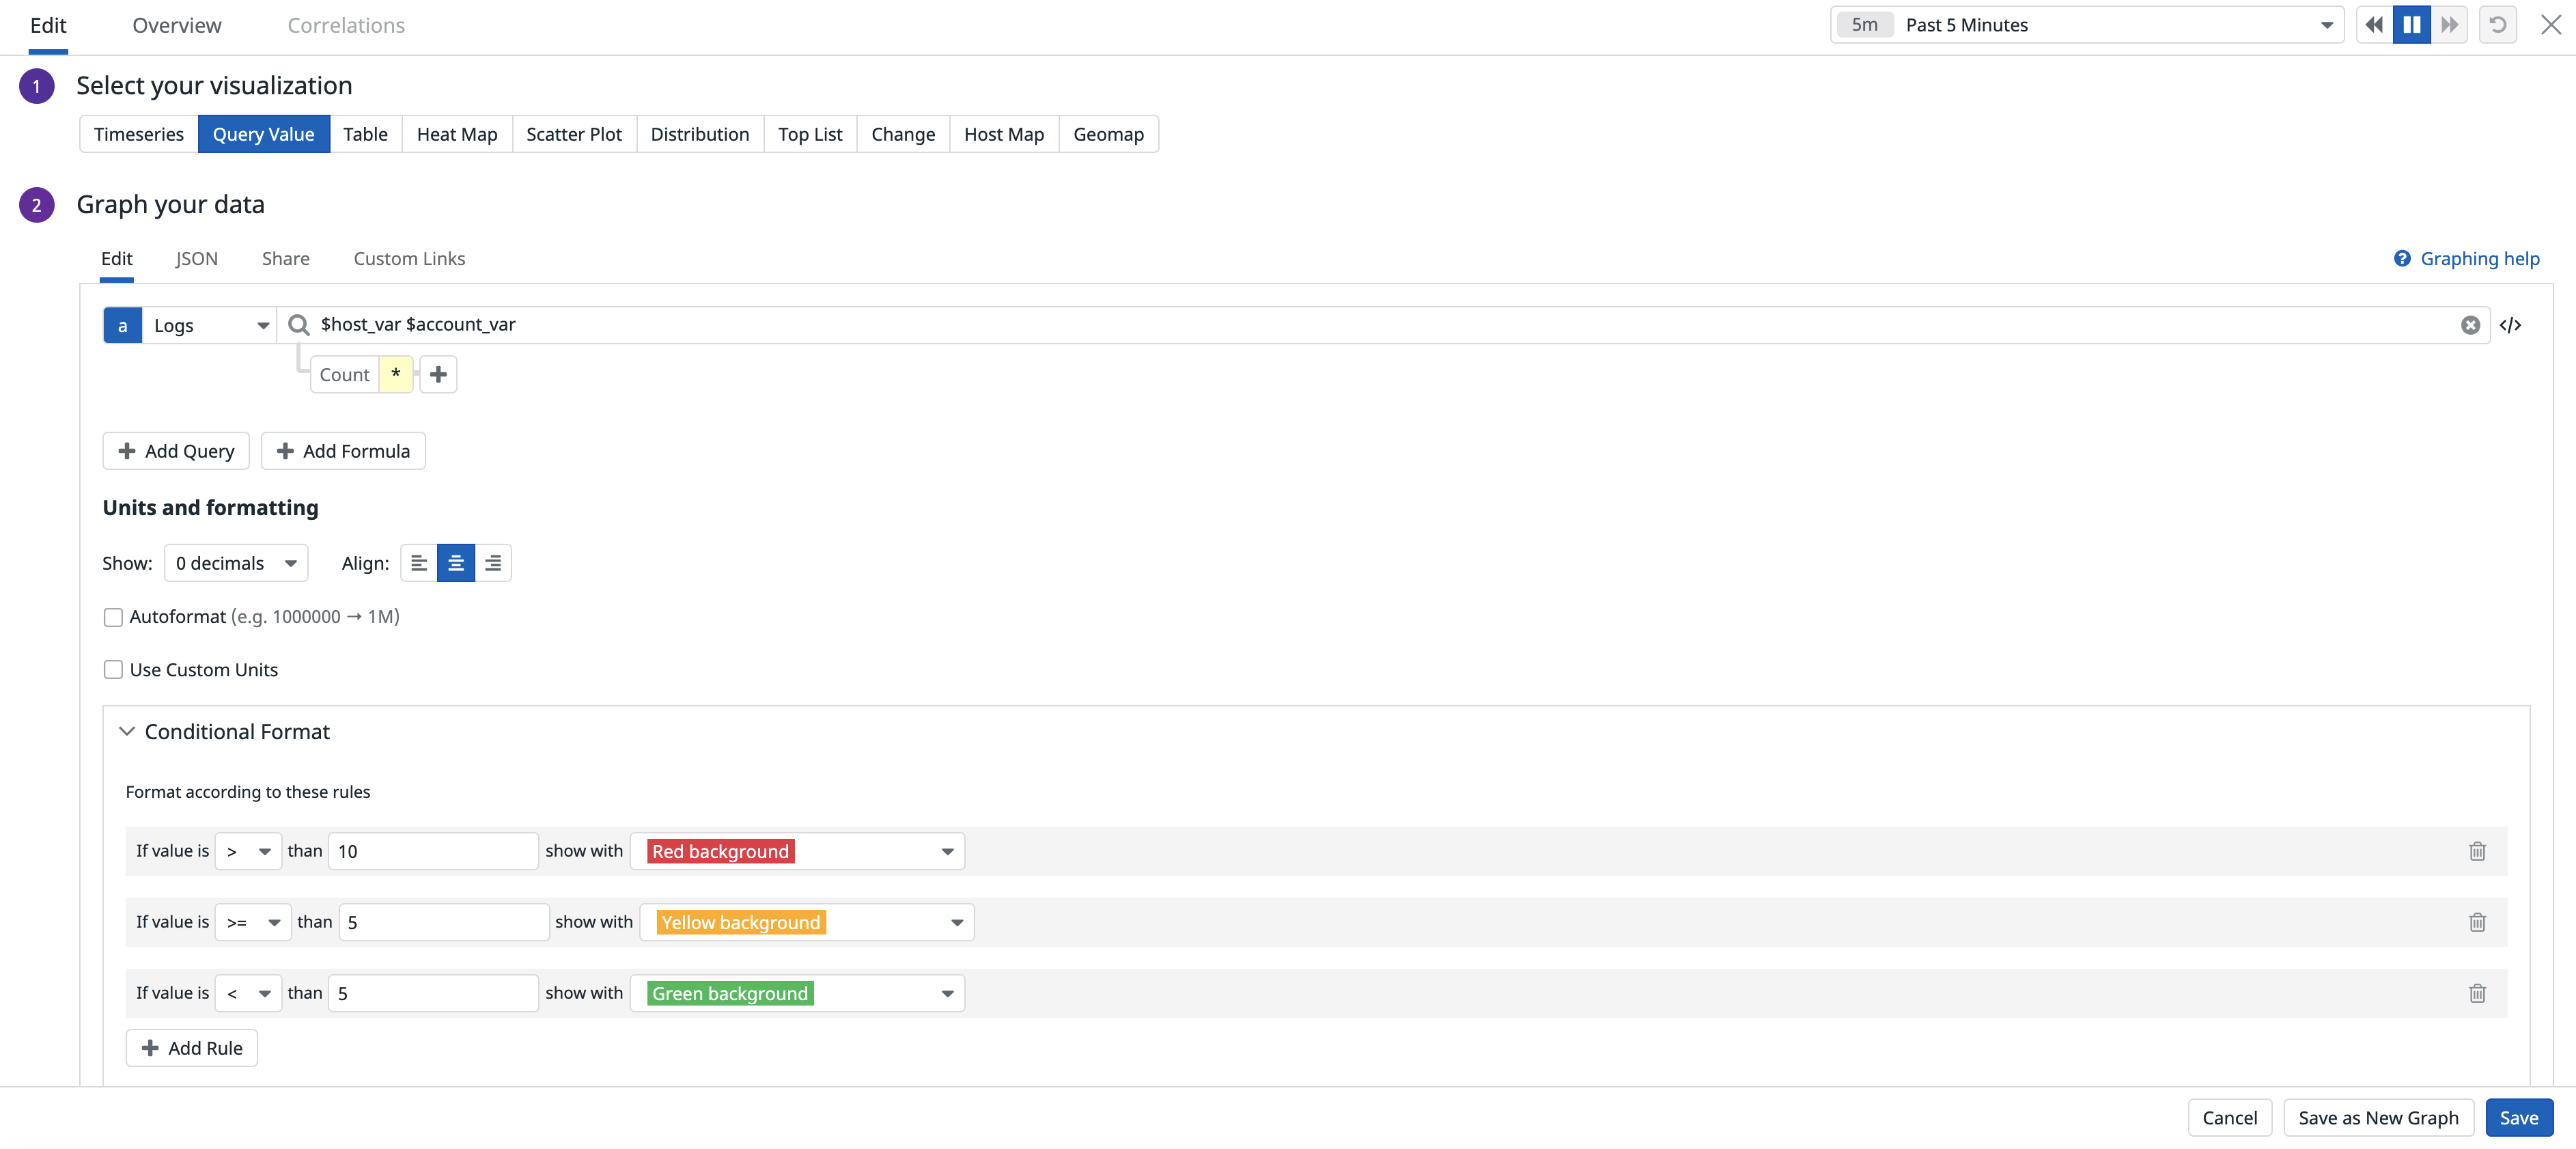 Edit Overview Correlations 5m Past 5 Minutes
1 Select your visualization
Timeseries Query Value Table Heat Map Scatter Plot Distribution Top List Change Host Map Geomap
2 Graph your data
Edit JSON Share Custom Links ? Graphing help
a Logs $host_var $account_var </>
Count * +
+ Add Query + Add Formula
Units and formatting
Show: 0 decimals Align:
Autoformat (e.g. 1000000 → 1M)
Use Custom Units
Conditional Format
Format according to these rules
If value is > than 10 show with Red background
If value is >= than 5 show with Yellow background
If value is < than 5 show with Green background
+ Add Rule
Cancel Save as New Graph Save